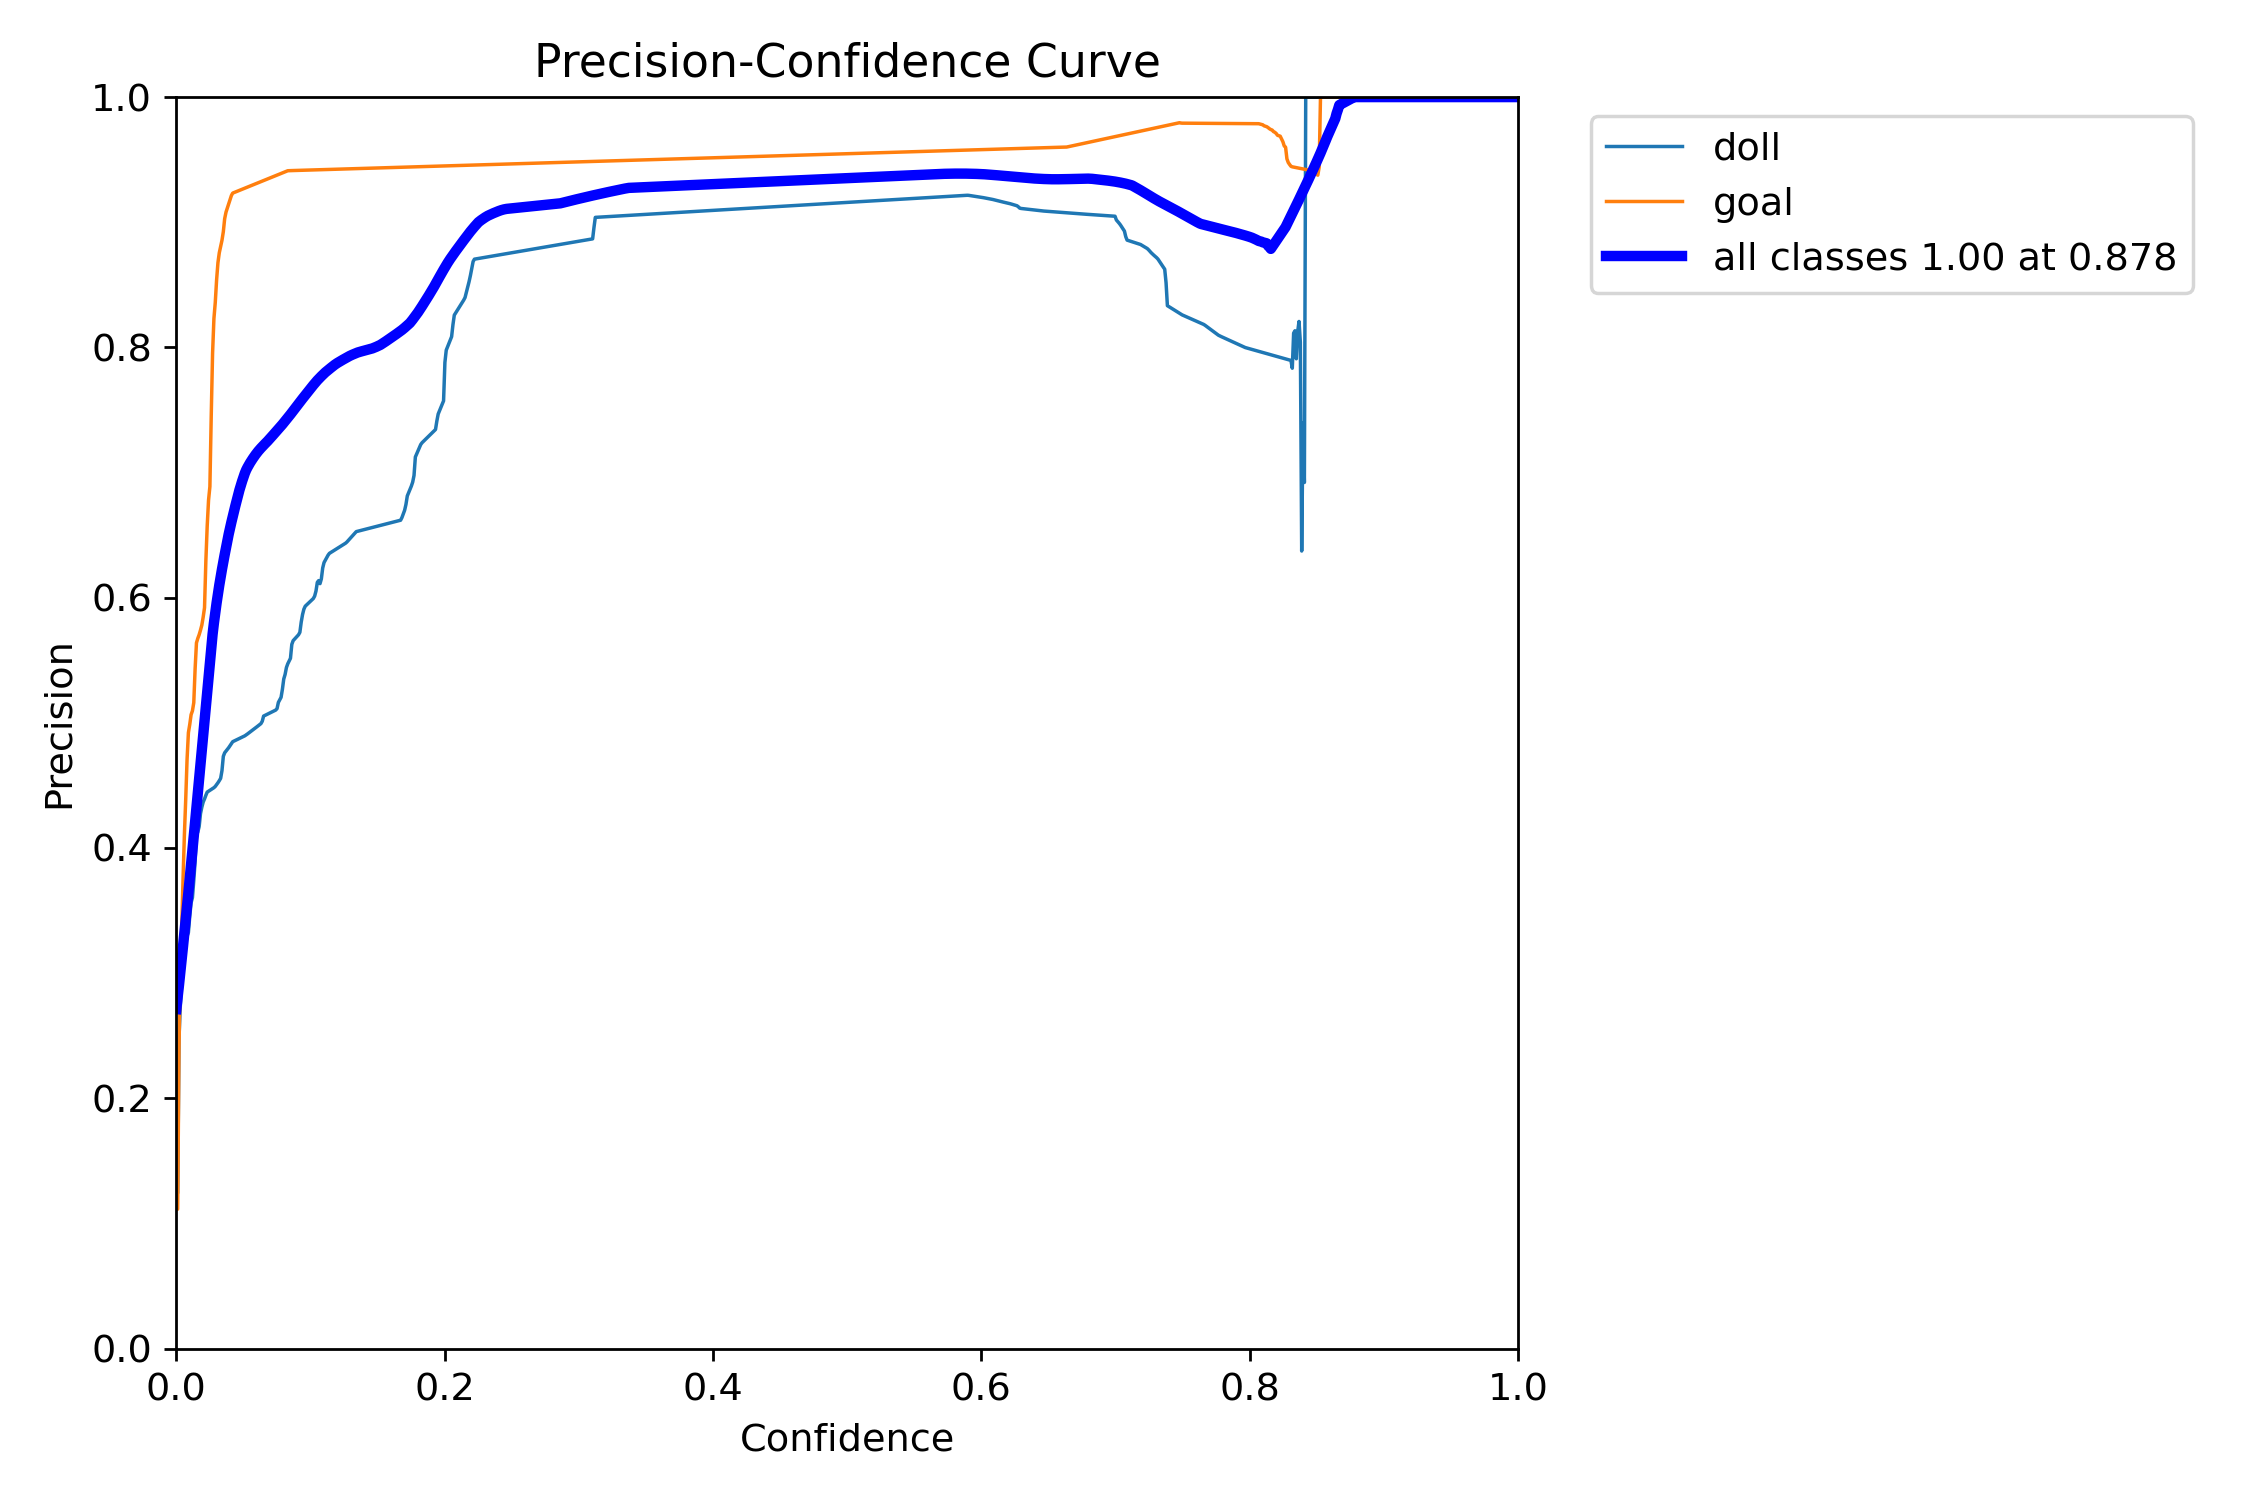 Precision-Confidence Curve
1.0
0.8
0.6
0.4
0.2
0.0
Precision
0.0 0.2 0.4 0.6 0.8 1.0
Confidence
doll
goal
all classes 1.00 at 0.878